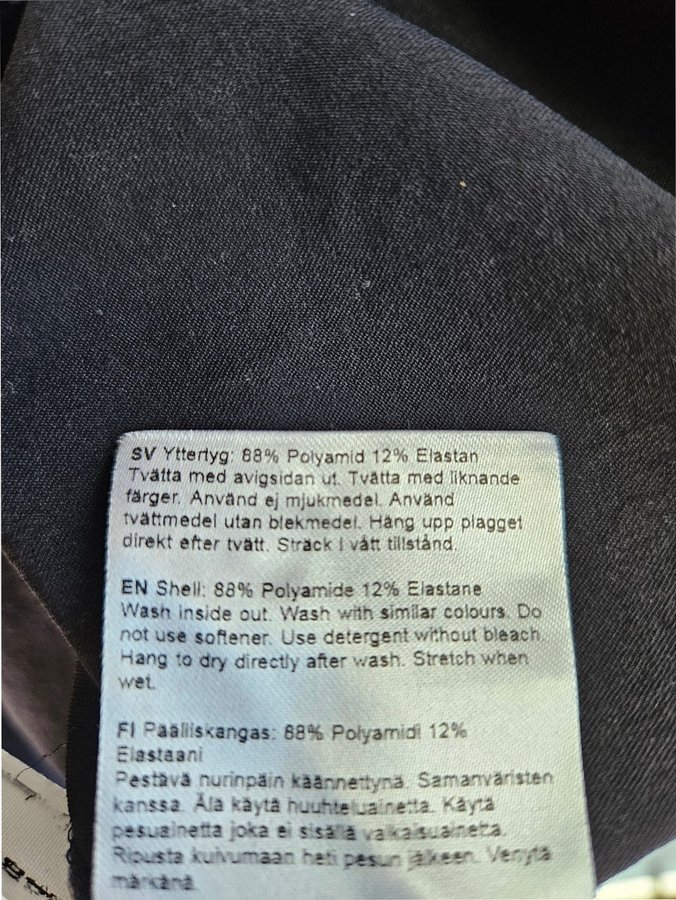 SV Yttertyg: 88% Polyamid 12% Elastan
Tvätta med avigsidan ut. Tvätta med liknande
färger. Använd ej mjukmedel. Använd
tvättmedel utan blekmedel. Häng upp plagget
direkt efter tvätt. Sträck i vått tillstånd.
EN Shell: 88% Polyamide 12% Elastane
Wash inside out. Wash with similar colours. Do
not use softener. Use detergent without bleach.
Hang to dry directly after wash. Stretch when
wet.
FI Päälliskangas: 88% Polyamidi 12%
Elastaani
Pestävä nurinpäin käännettynä. Samanväristen
kanssa. Älä käytä huuhteluainetta. Käytä
pesuainetta joka ei sisällä valkaisuainetta.
Ripusta kuivumaan heti pesun jälkeen. Venytä
märkänä.